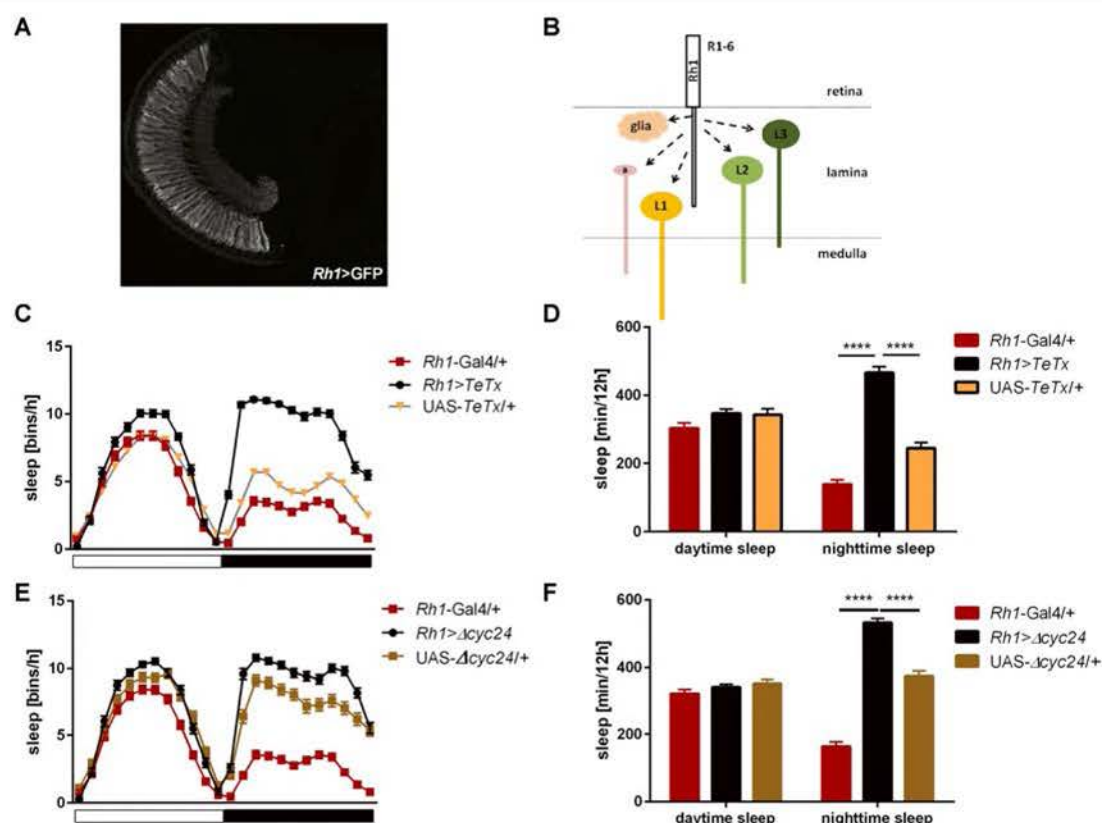 A
Rh1>GFP
B
Rh1
R1-6
retina
glia
L3
a
L2
lamina
L1
medulla
C
15
10
5
0
sleep [bins/h]
Rh1-Gal4/+
Rh1>TeTx
UAS-TeTx/+
D
600
400
200
0
sleep [min/12h]
**** ****
daytime sleep nighttime sleep
Rh1-Gal4/+
Rh1>TeTx
UAS-TeTx/+
E
15
10
5
0
sleep [bins/h]
Rh1-Gal4/+
Rh1>Δcyc24
UAS-Δcyc24/+
F
600
400
200
0
sleep [min/12h]
**** ****
daytime sleep nighttime sleep
Rh1-Gal4/+
Rh1>Δcyc24
UAS-Δcyc24/+